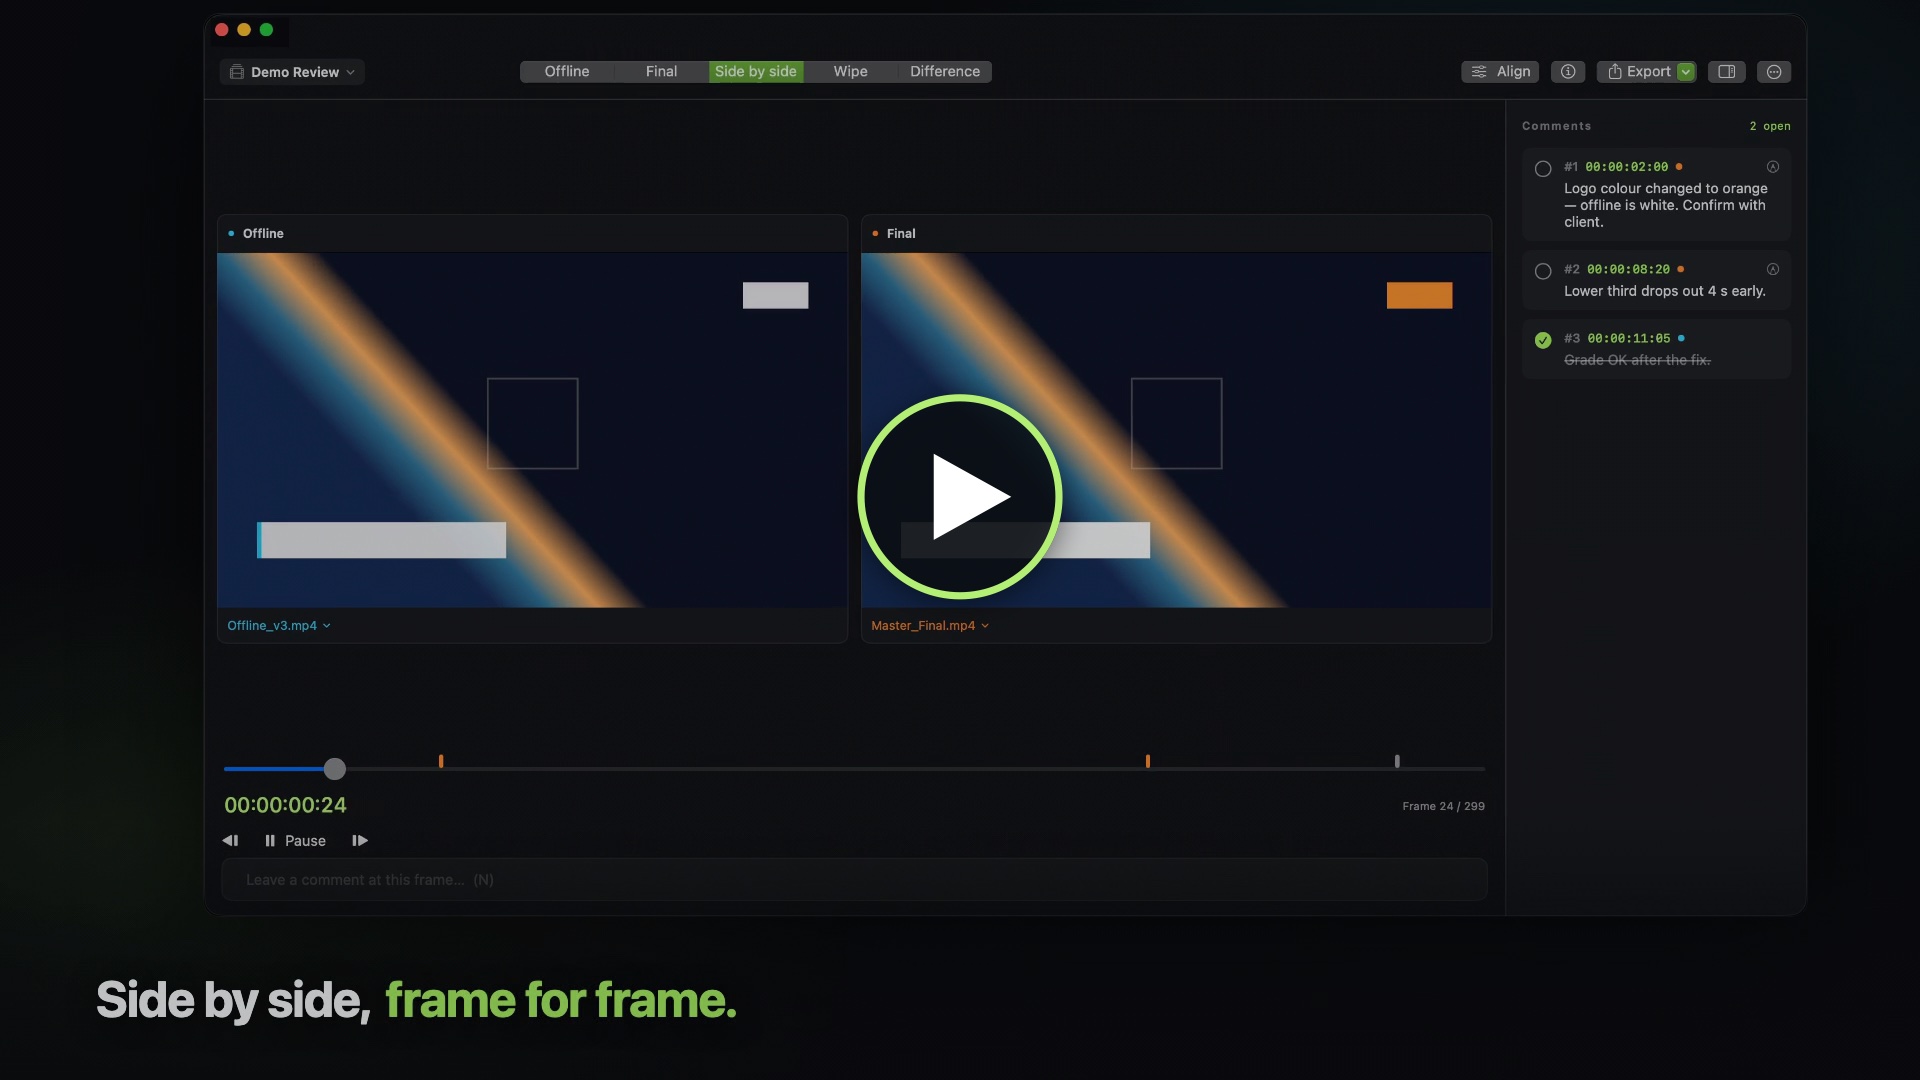 Demo Review
Offline
Final
Side by side
Wipe
Difference
Align
Export
Comments
2 open
#1 00:00:02:00
Logo colour changed to orange
— offline is white. Confirm with
client.
#2 00:00:08:20
Lower third drops out 4 s early.
#3 00:00:11:05
Grade OK after the fix.
Offline
Final
Offline_v3.mp4
Master_Final.mp4
00:00:00:24
Frame 24 / 299
Pause
Leave a comment at this frame... (N)
Side by side, frame for frame.